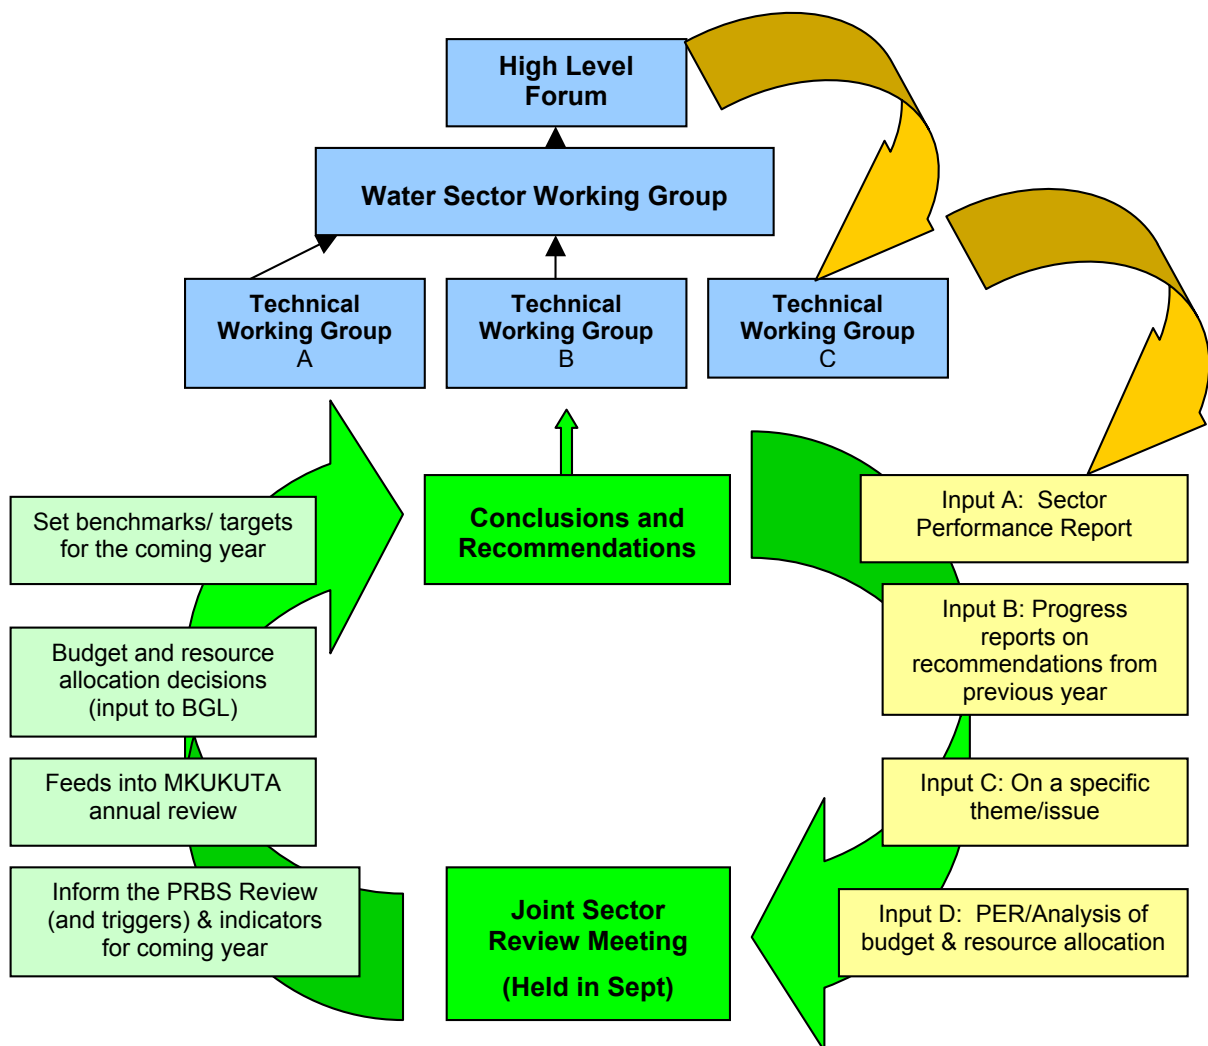 High Level
Forum
Water Sector Working Group
Technical
Working Group
A
Technical
Working Group
B
Technical
Working Group
C
Set benchmarks/ targets
for the coming year
Budget and resource
allocation decisions
(input to BGL)
Feeds into MKUKUTA
annual review
Inform the PRBS Review
(and triggers) & indicators
for coming year
Conclusions and
Recommendations
Joint Sector
Review Meeting
(Held in Sept)
Input A:  Sector
Performance Report
Input B: Progress
reports on
recommendations from
previous year
Input C: On a specific
theme/issue
Input D:  PER/Analysis of
budget & resource allocation